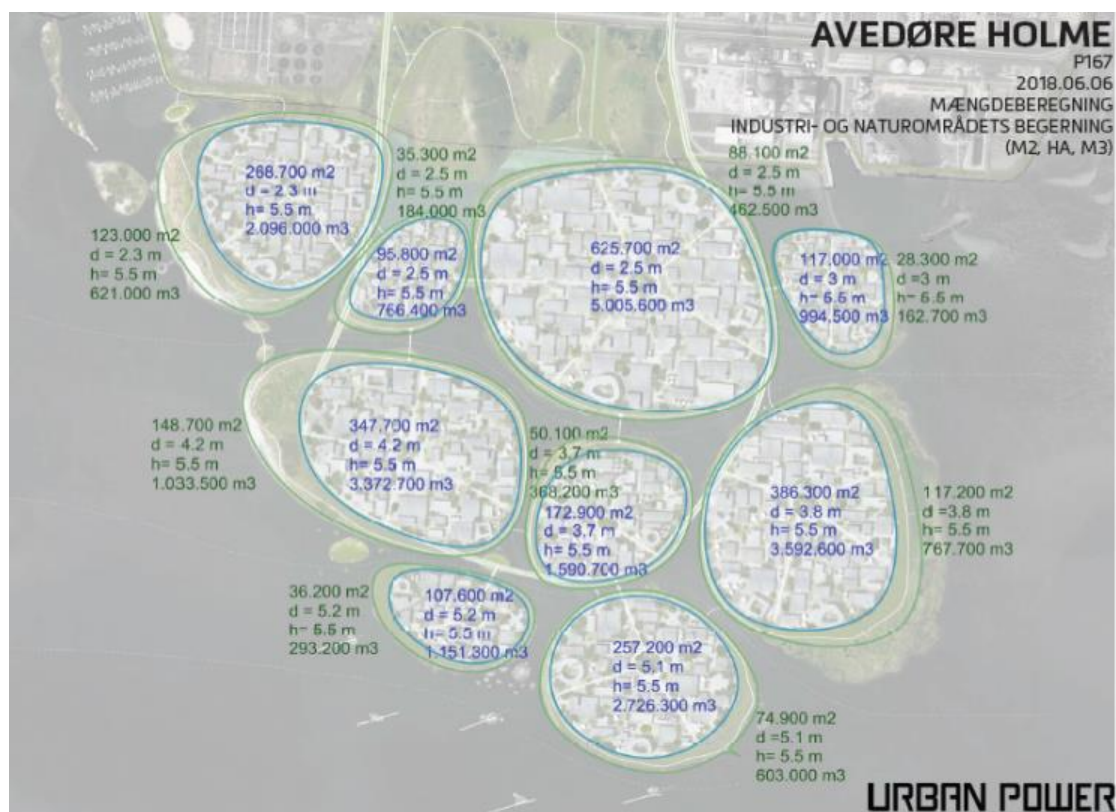 AVEDØRE HOLME
P167
2018.06.06
MÆNGDEBEREGNING
INDUSTRI- OG NATUROMRÅDETS BEGERNING
(M2, HA, M3)
268.700 m2
d = 2.3 m
h= 5.5 m
2.096.000 m3
35.300 m2
d = 2.5 m
h = 5.5 m
184.000 m3
88.100 m2
d = 2.5 m
h = 5.5 m
462.500 m3
123.000 m2
d = 2.3 m
h = 5.5 m
621.000 m3
95.800 m2
d = 2.5 m
h= 5.5 m
766.400 m3
625.700 m2
d = 2.5 m
h= 5.5 m
5.005.600 m3
117.000 m2
d = 3 m
h= 5.5 m
994.500 m3
28.300 m2
d =3 m
h= 5.5 m
162.700 m3
148.700 m2
d = 4.2 m
h= 5.5 m
1.033.500 m3
347.700 m2
d = 4.2 m
h= 5.5 m
3.372.700 m3
50.100 m2
d = 3.7 m
h= 5.5 m
368.200 m3
172.900 m2
d = 3.7 m
h= 5.5 m
1.590.700 m3
386.300 m2
d = 3.8 m
h= 5.5 m
3.592.600 m3
117.200 m2
d =3.8 m
h= 5.5 m
767.700 m3
36.200 m2
d = 5.2 m
h= 5.5 m
293.200 m3
107.600 m2
d = 5.2 m
h= 5.5 m
1.151.300 m3
257.200 m2
d = 5.1 m
h= 5.5 m
2.726.300 m3
74.900 m2
d =5.1 m
h= 5.5 m
603.000 m3
URBAN POWER